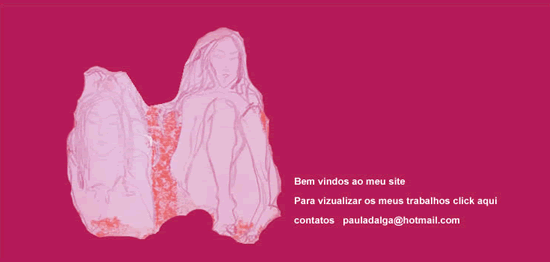 Bem vindos ao meu site
Para vizualizar os meus trabalhos click aqui
contatos pauladalga@hotmail.com